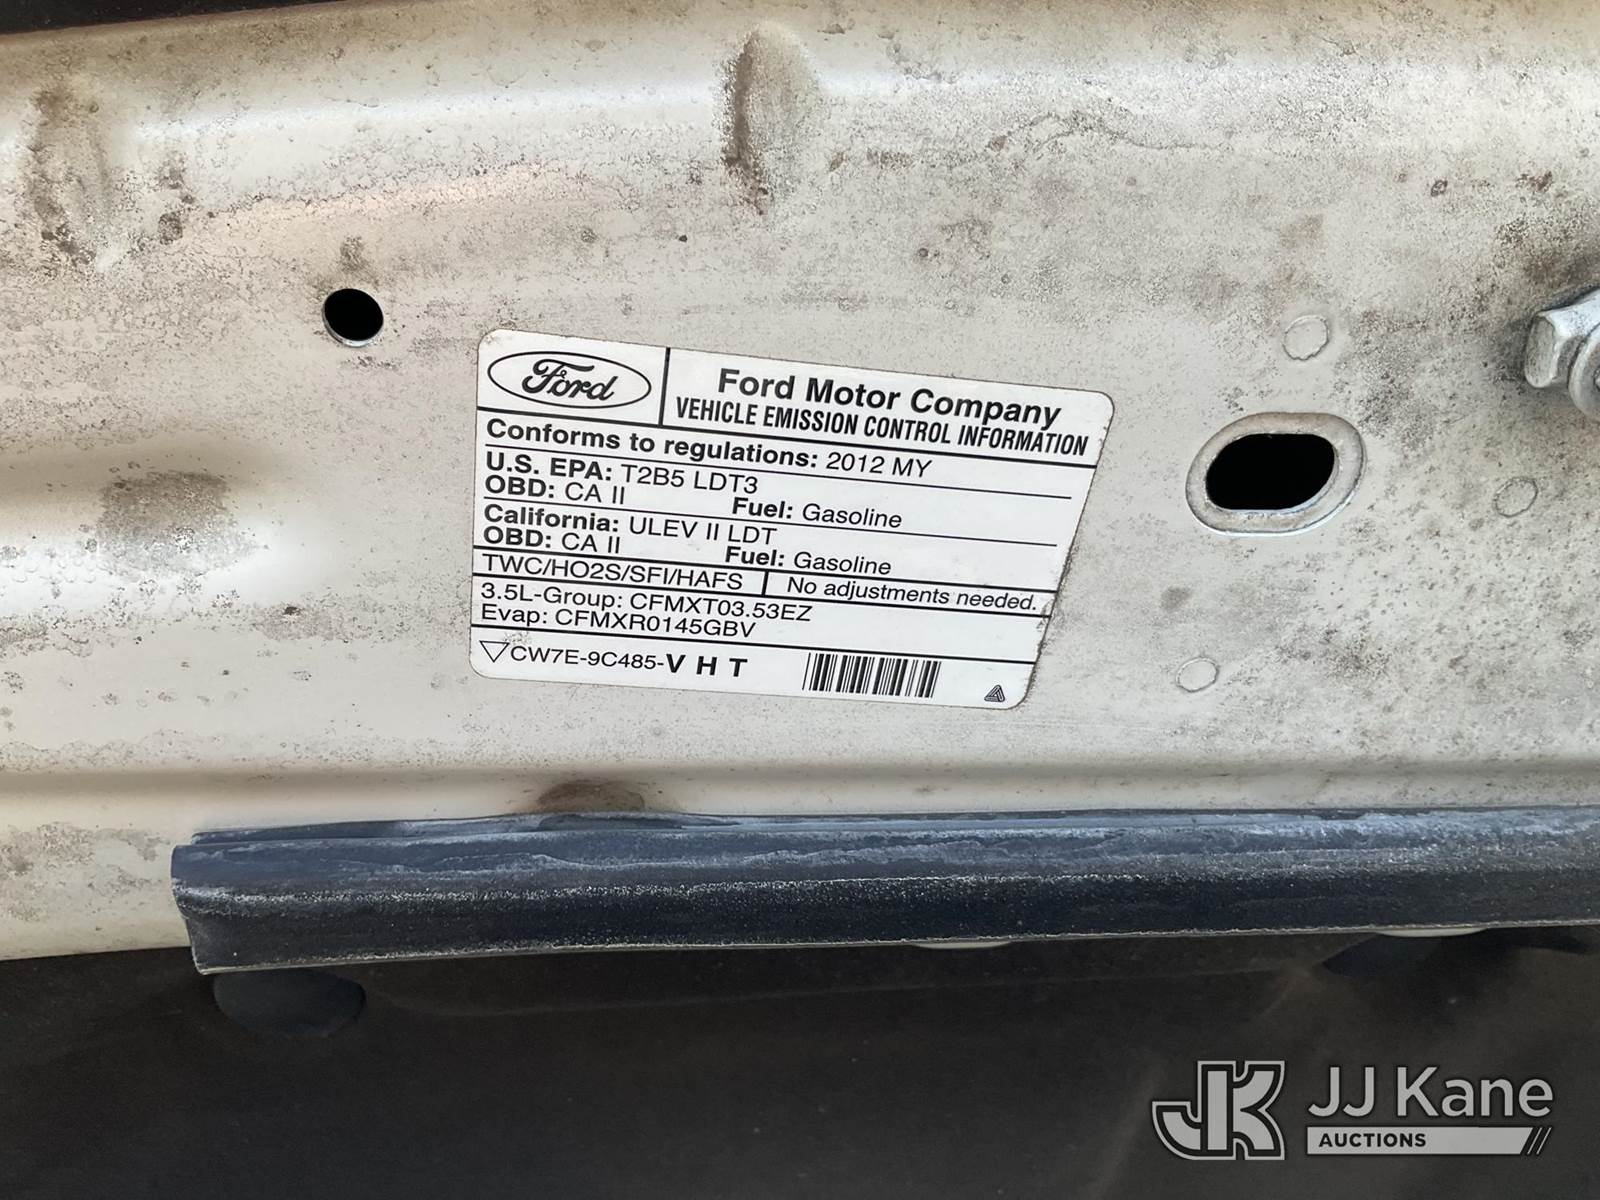 Ford
Ford Motor Company
VEHICLE EMISSION CONTROL INFORMATION
Conforms to regulations: 2012 MY
U.S. EPA: T2B5 LDT3
OBD: CA II Fuel: Gasoline
California: ULEV II LDT
OBD: CA II Fuel: Gasoline
TWC/HO2S/SFI/HAFS No adjustments needed.
3.5L-Group: CFMXT03.53EZ
Evap: CFMXR0145GBV
CW7E-9C485-V H T
JK JJ Kane
AUCTIONS